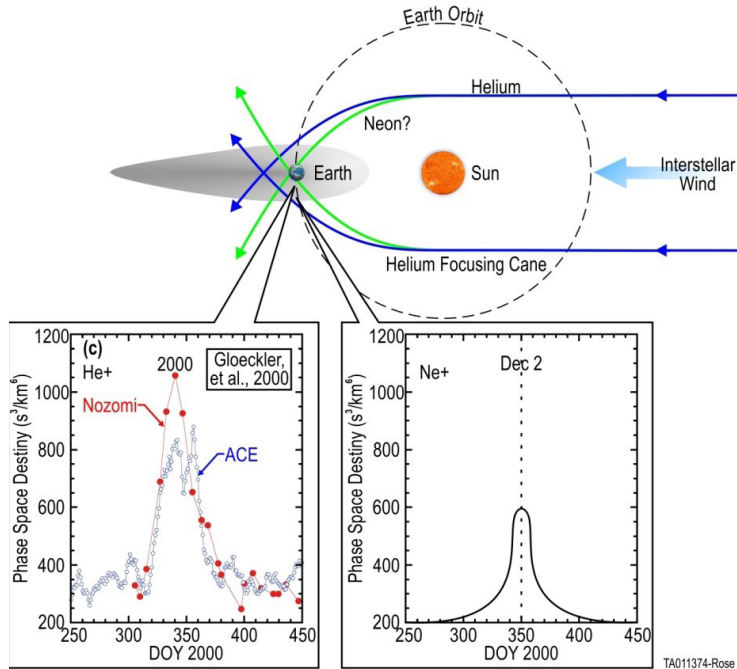 Earth Orbit
Helium
Neon?
Earth
Sun
Interstellar
Wind
Helium Focusing Cane
1200
1000
800
600
400
200
Phase Space Destiny (s³/km⁶)
(c)
He+
2000
Gloeckler,
et al., 2000
Nozomi
ACE
250 300 350 400 450
DOY 2000
1200
1000
800
600
400
200
Phase Space Destiny (s³/km⁶)
Ne+
Dec 2
250 300 350 400 450
DOY 2000
TA011374-Rose